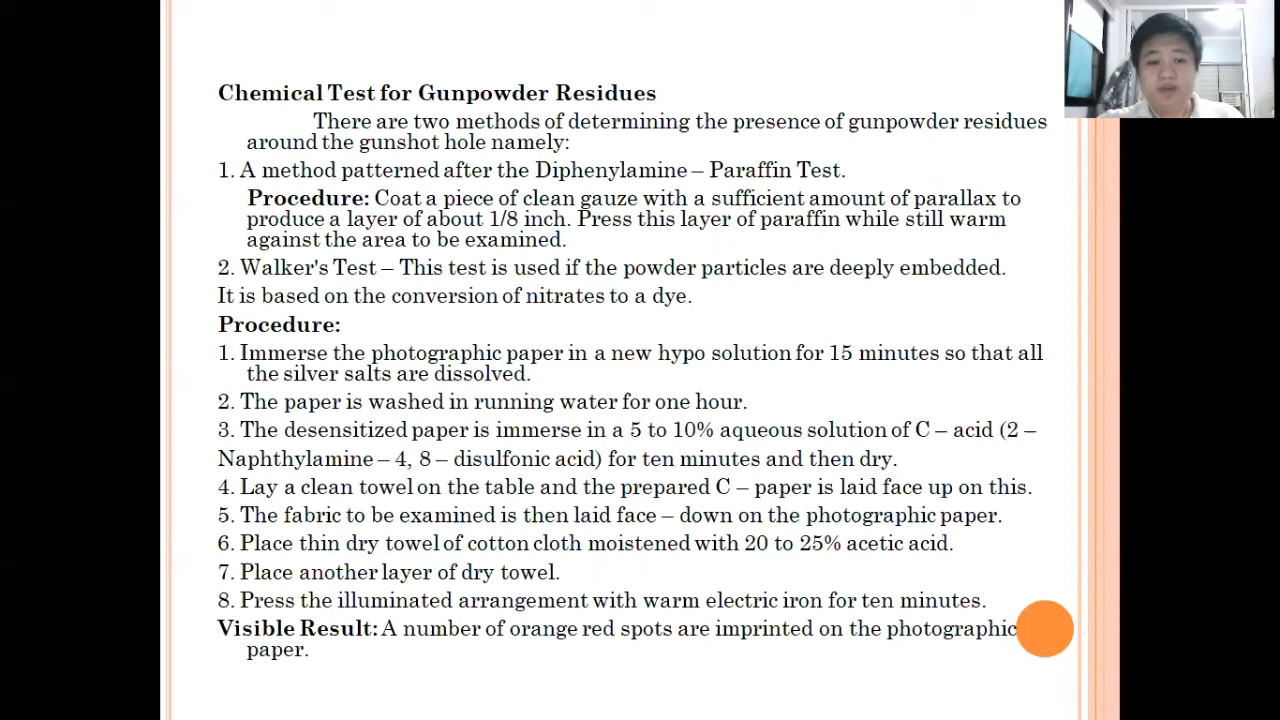 Chemical Test for Gunpowder Residues
There are two methods of determining the presence of gunpowder residues
around the gunshot hole namely:
1. A method patterned after the Diphenylamine – Paraffin Test.
Procedure: Coat a piece of clean gauze with a sufficient amount of parallax to
produce a layer of about 1/8 inch. Press this layer of paraffin while still warm
against the area to be examined.
2. Walker's Test – This test is used if the powder particles are deeply embedded.
It is based on the conversion of nitrates to a dye.
Procedure:
1. Immerse the photographic paper in a new hypo solution for 15 minutes so that all
the silver salts are dissolved.
2. The paper is washed in running water for one hour.
3. The desensitized paper is immerse in a 5 to 10% aqueous solution of C – acid (2 –
Naphthylamine – 4, 8 – disulfonic acid) for ten minutes and then dry.
4. Lay a clean towel on the table and the prepared C – paper is laid face up on this.
5. The fabric to be examined is then laid face – down on the photographic paper.
6. Place thin dry towel of cotton cloth moistened with 20 to 25% acetic acid.
7. Place another layer of dry towel.
8. Press the illuminated arrangement with warm electric iron for ten minutes.
Visible Result: A number of orange red spots are imprinted on the photographic
paper.